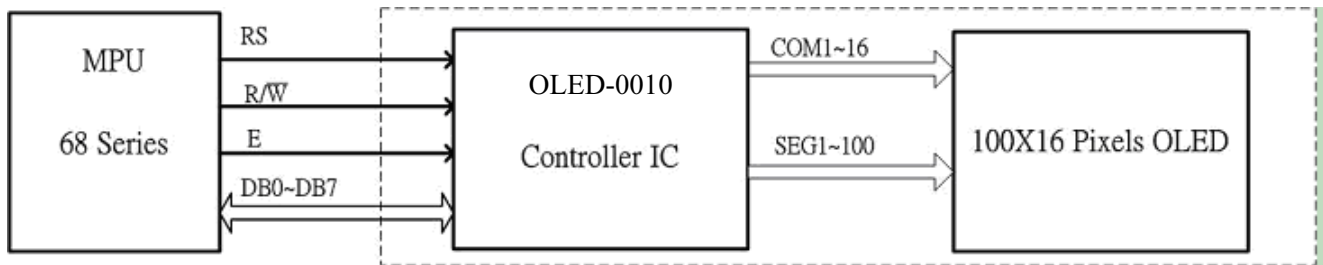 MPU
68 Series
RS
R/W̅
E
DB0~DB7
OLED-0010
Controller IC
COM1~16
SEG1~100
100X16 Pixels OLED